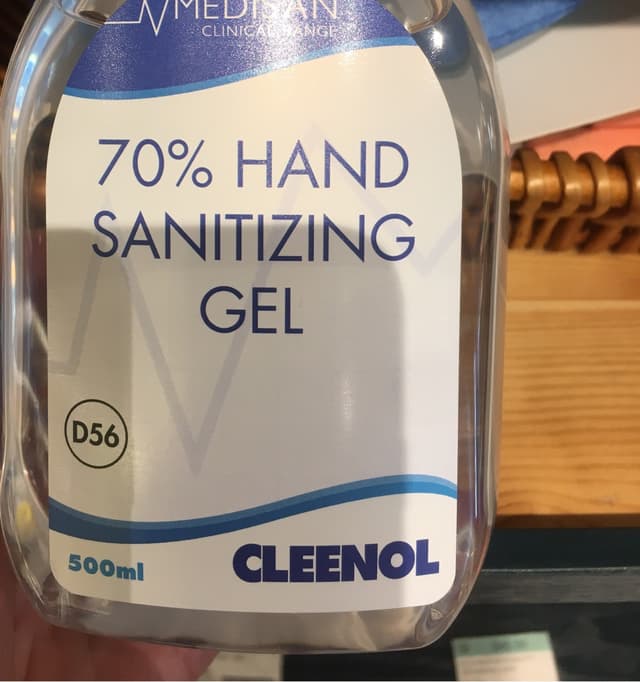 MEDISAN
CLINICAL RANGE
70% HAND
SANITIZING
GEL
D56
500ml
CLEENOL